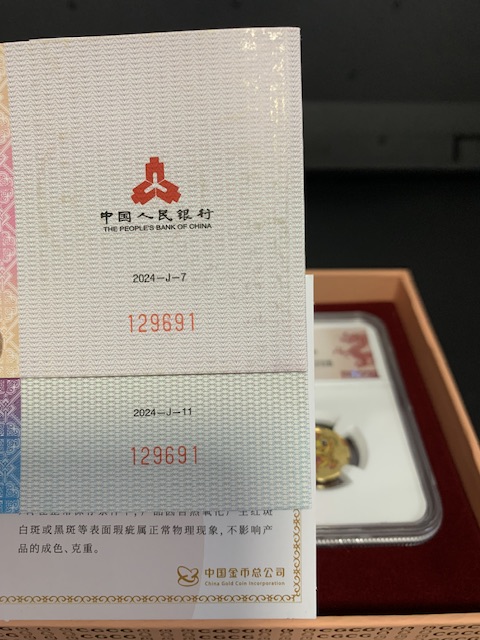 中国人民银行
THE PEOPLE'S BANK OF CHINA
2024-J-7
129691
2024-J-11
129691
白斑或黑斑等表面瑕疵属正常物理现象,不影响产
品的成色、克重。
中国金币总公司
China Gold Coin Incorporation